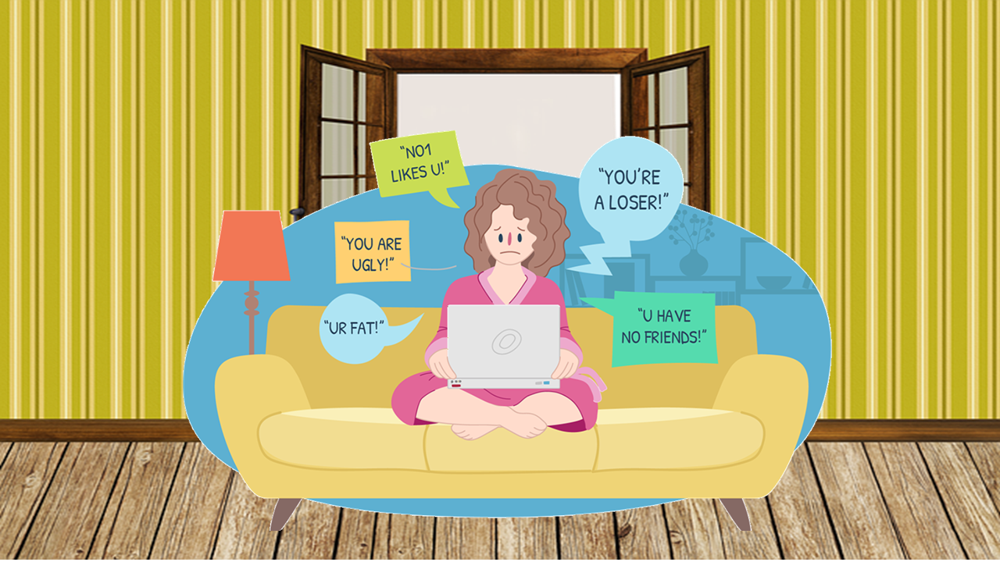 “NO1
LIKES U!”
“YOU’RE
A LOSER!”
“YOU ARE
UGLY!”
“UR FAT!”
“U HAVE
NO FRIENDS!”